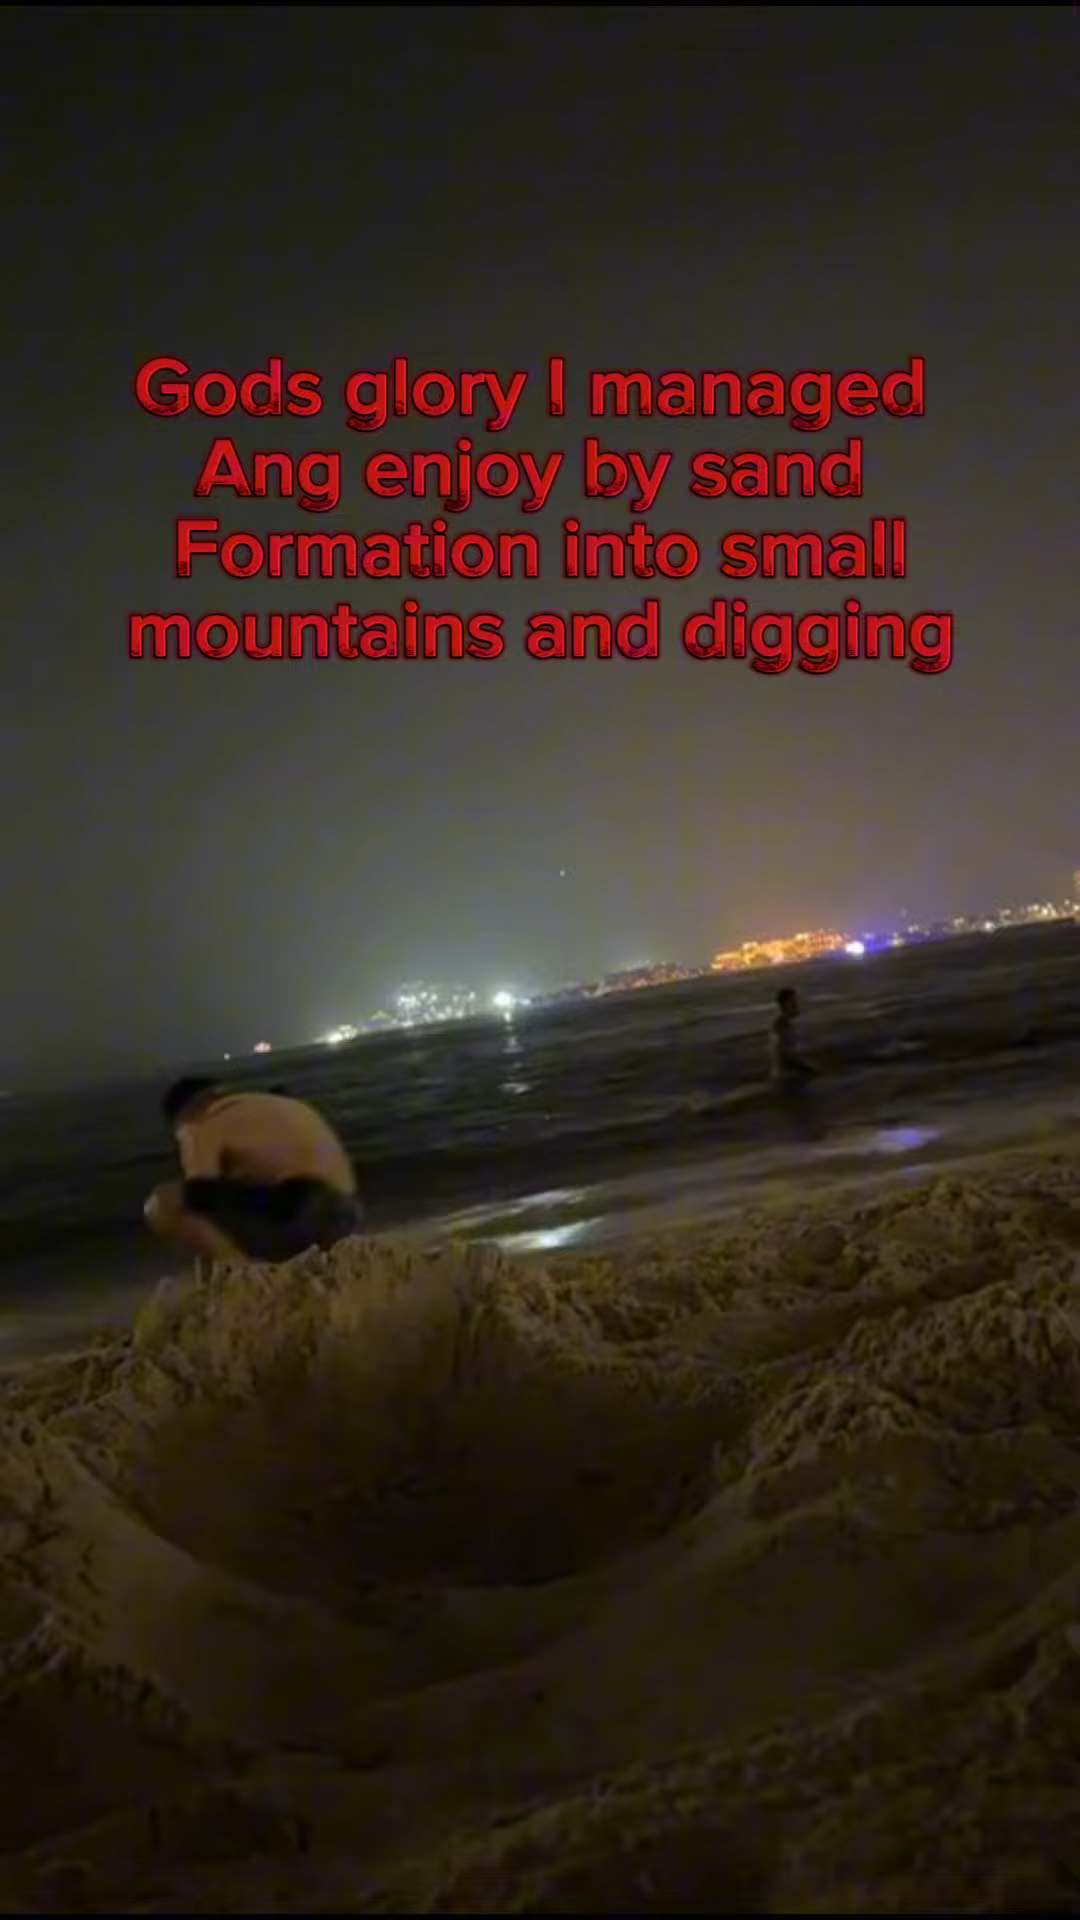 Gods glory I managed
Ang enjoy by sand
Formation into small
mountains and digging